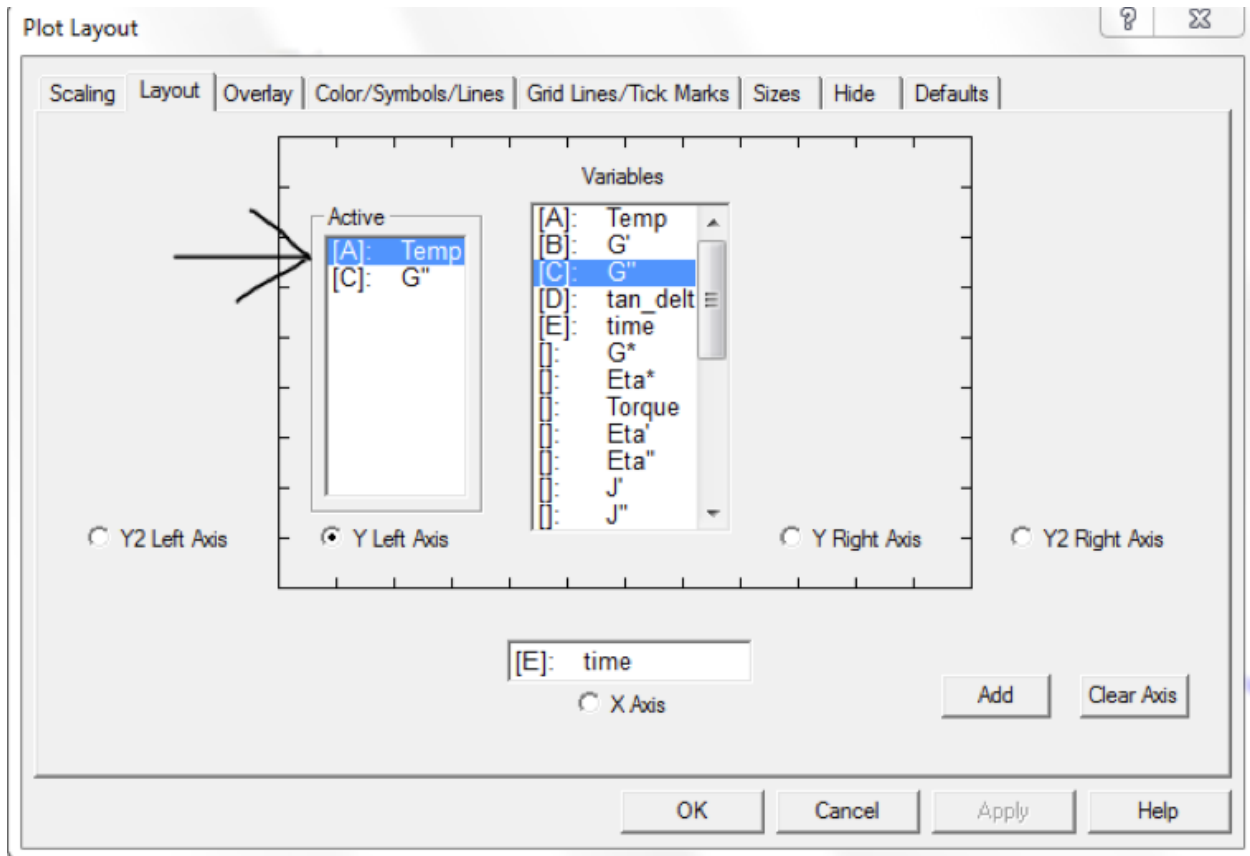 Plot Layout
Scaling Layout Overlay Color/Symbols/Lines Grid Lines/Tick Marks Sizes Hide Defaults
Variables
Active
[A]: Temp
[C]: G"
[A]: Temp
[B]: G'
[C]: G"
[D]: tan_delt
[E]: time
[]: G*
[]: Eta*
[]: Torque
[]: Eta'
[]: Eta"
[]: J'
[]: J"
Y2 Left Axis Y Left Axis Y Right Axis Y2 Right Axis
[E]: time
X Axis
Add Clear Axis
OK Cancel Apply Help